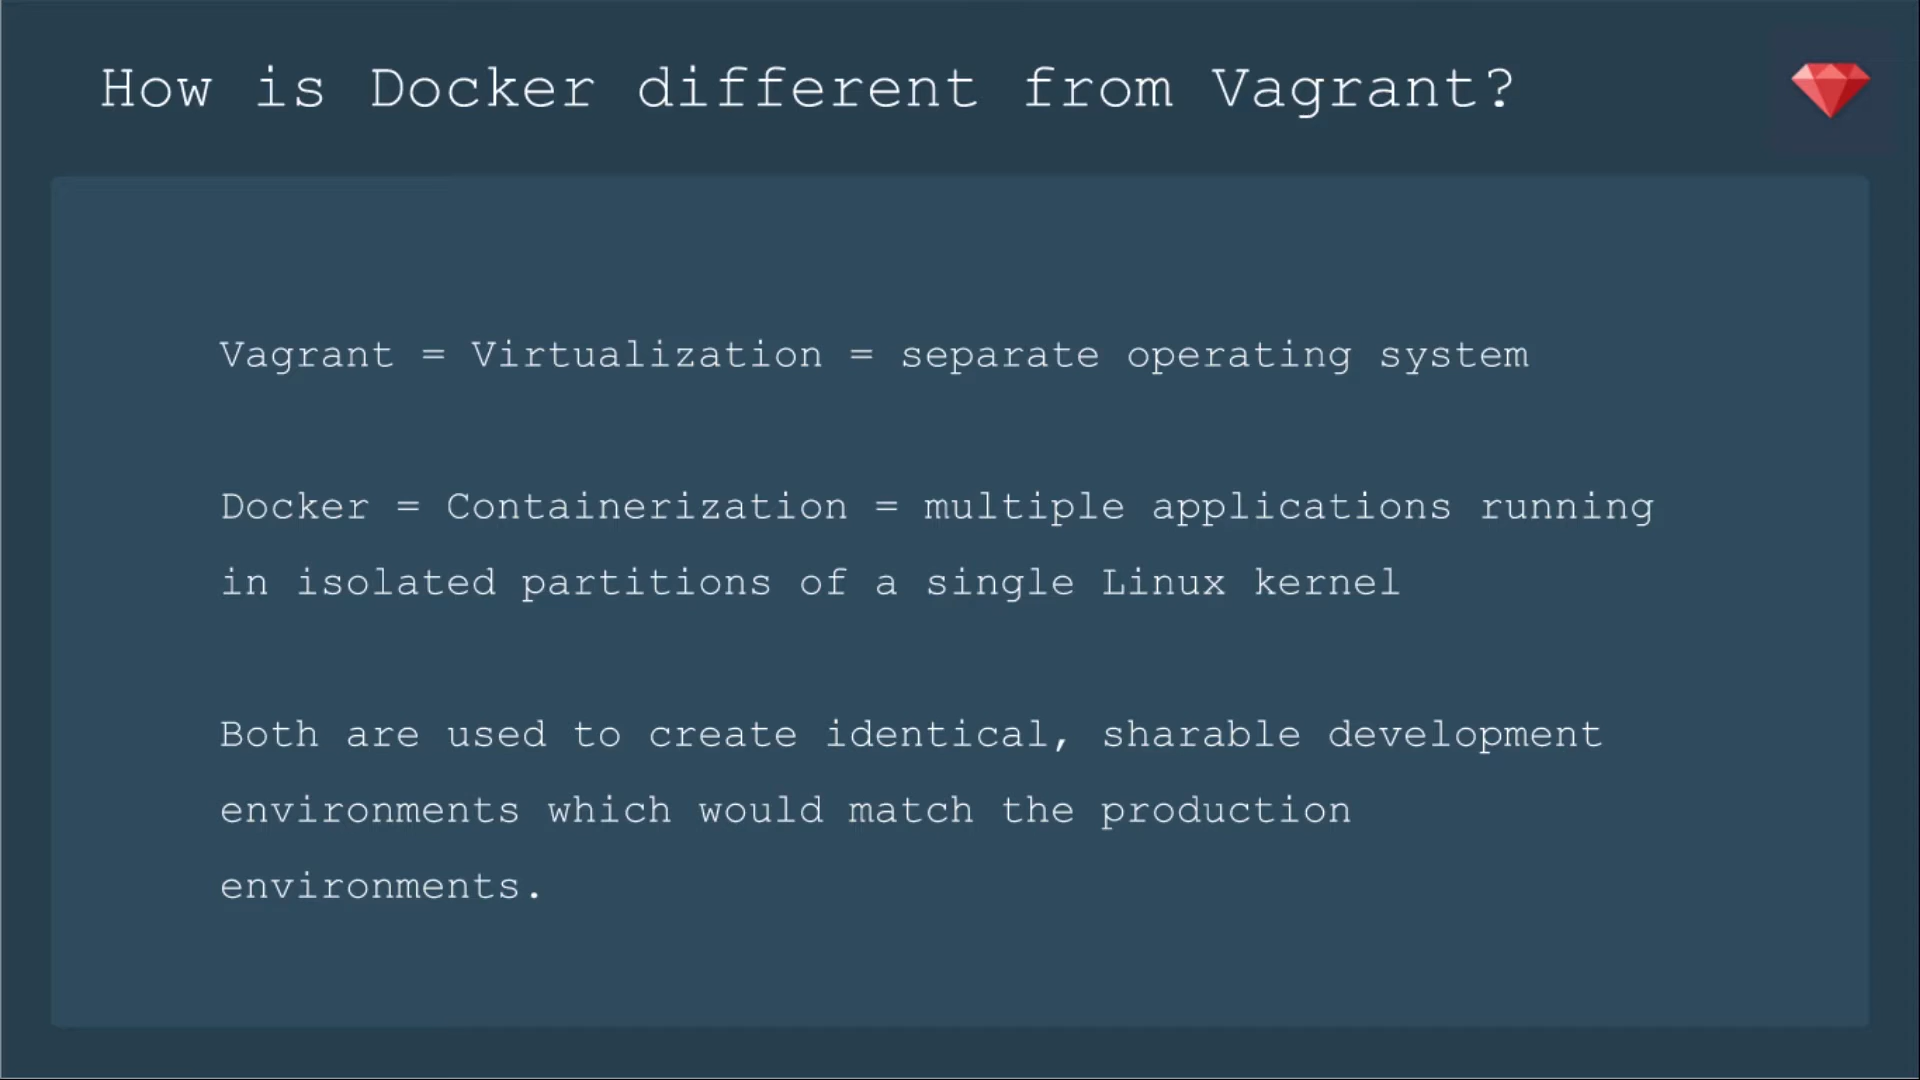 How is Docker different from Vagrant?
Vagrant = Virtualization = separate operating system
Docker = Containerization = multiple applications running
in isolated partitions of a single Linux kernel
Both are used to create identical, sharable development
environments which would match the production
environments.